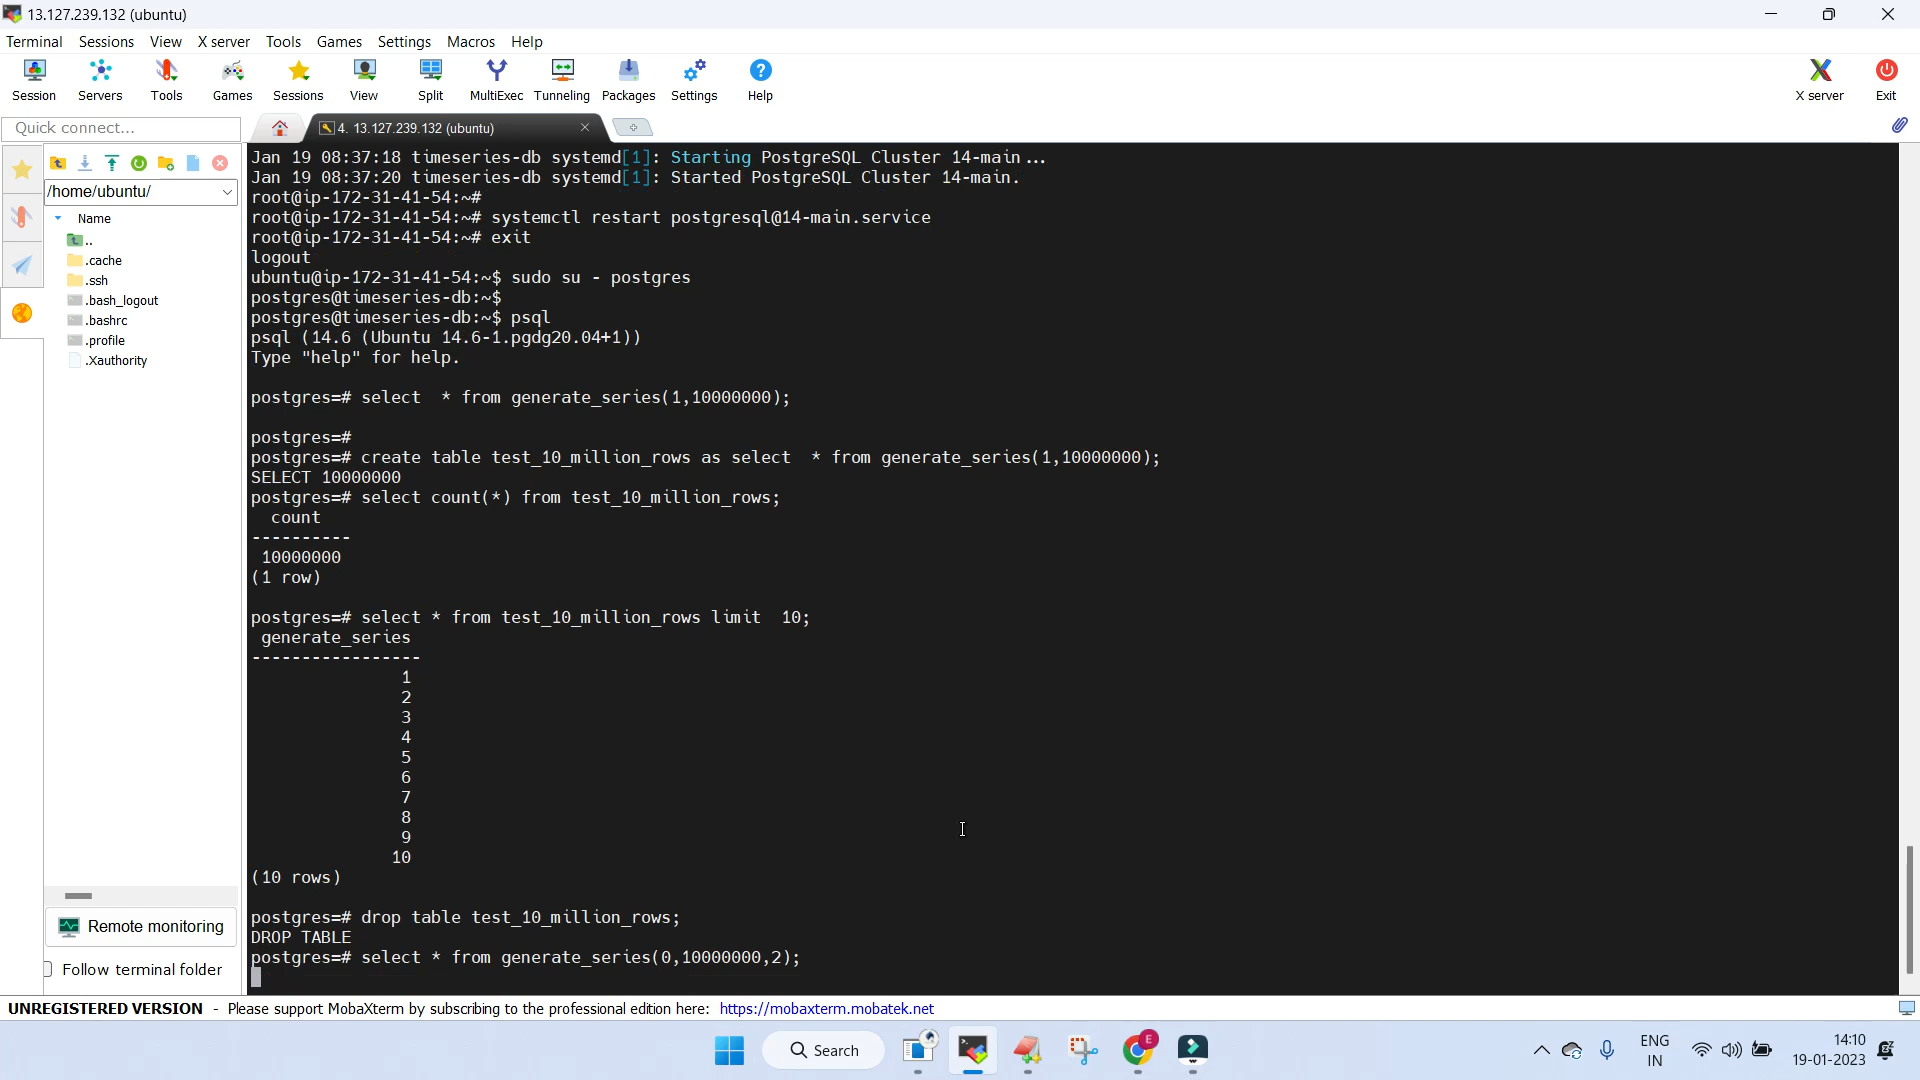 13.127.239.132 (ubuntu)
Terminal Sessions View X server Tools Games Settings Macros Help
Session Servers Tools Games Sessions View Split MultiExec Tunneling Packages Settings Help X server Exit
Quick connect...
4. 13.127.239.132 (ubuntu)
/home/ubuntu/
Name
..
.cache
.ssh
.bash_logout
.bashrc
.profile
.Xauthority
Remote monitoring
Follow terminal folder
Jan 19 08:37:18 timeseries-db systemd[1]: Starting PostgreSQL Cluster 14-main...
Jan 19 08:37:20 timeseries-db systemd[1]: Started PostgreSQL Cluster 14-main.
root@ip-172-31-41-54:~#
root@ip-172-31-41-54:~# systemctl restart postgresql@14-main.service
root@ip-172-31-41-54:~# exit
logout
ubuntu@ip-172-31-41-54:~$ sudo su - postgres
postgres@timeseries-db:~$
postgres@timeseries-db:~$ psql
psql (14.6 (Ubuntu 14.6-1.pgdg20.04+1))
Type "help" for help.
postgres=# select  * from generate_series(1,10000000);
postgres=#
postgres=# create table test_10_million_rows as select  * from generate_series(1,10000000);
SELECT 10000000
postgres=# select count(*) from test_10_million_rows;
count
----------
10000000
(1 row)
postgres=# select * from test_10_million_rows limit  10;
generate_series
-----------------
1
2
3
4
5
6
7
8
9
10
(10 rows)
postgres=# drop table test_10_million_rows;
DROP TABLE
postgres=# select * from generate_series(0,10000000,2);
UNREGISTERED VERSION - Please support MobaXterm by subscribing to the professional edition here: https://mobaxterm.mobatek.net
Search
E
ENG
IN
14:10
19-01-2023